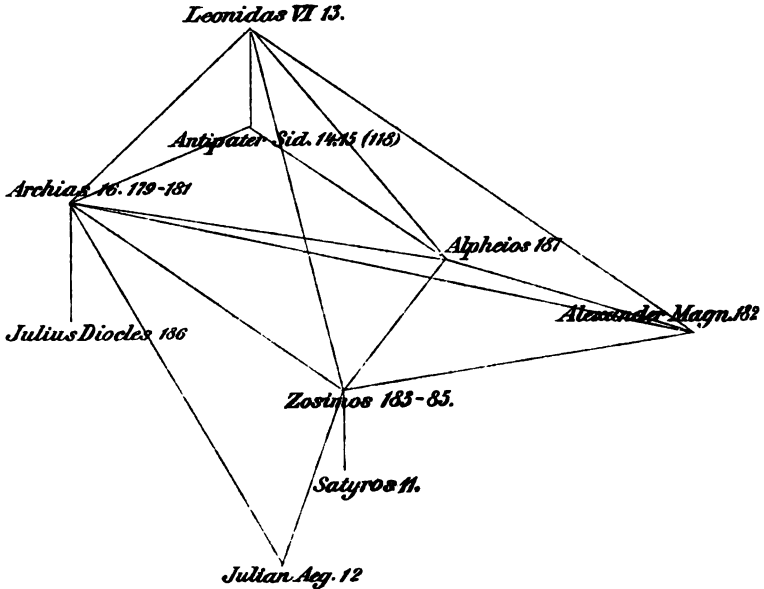 Leonidas VI 13.
Antipater Sid. 14.15 (118)
Archias 16. 179-181
Alpheios 187
Alexander Magn. 182
Julius Diocles 186
Zosimos 183-85.
Satyros 11.
Julian Aeg. 12